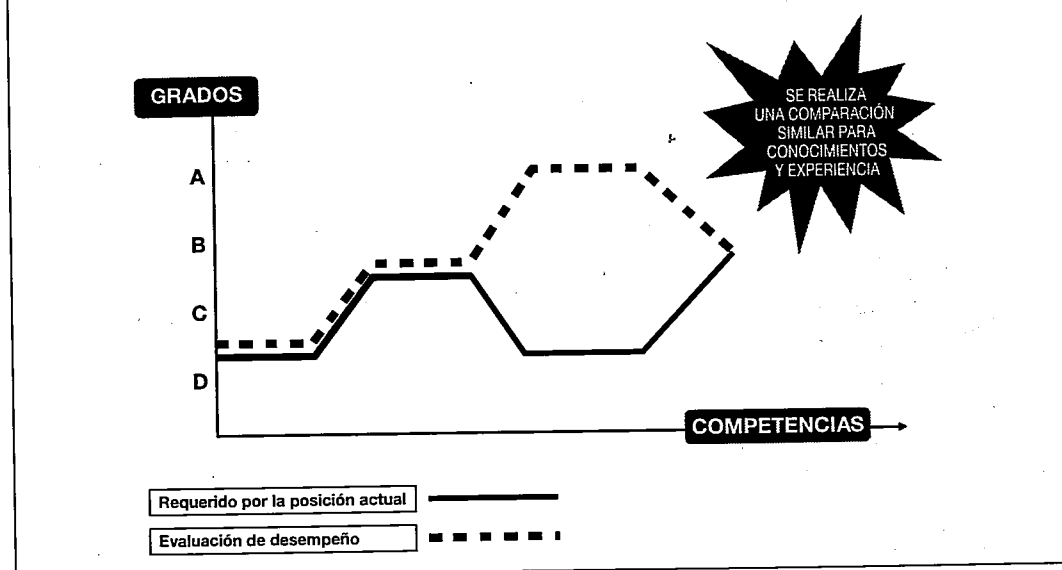 GRADOS
SE REALIZA
UNA COMPARACIÓN
SIMILAR PARA
CONOCIMIENTOS
Y EXPERIENCIA
A
B
C
D
COMPETENCIAS
Requerido por la posición actual
Evaluación de desempeño